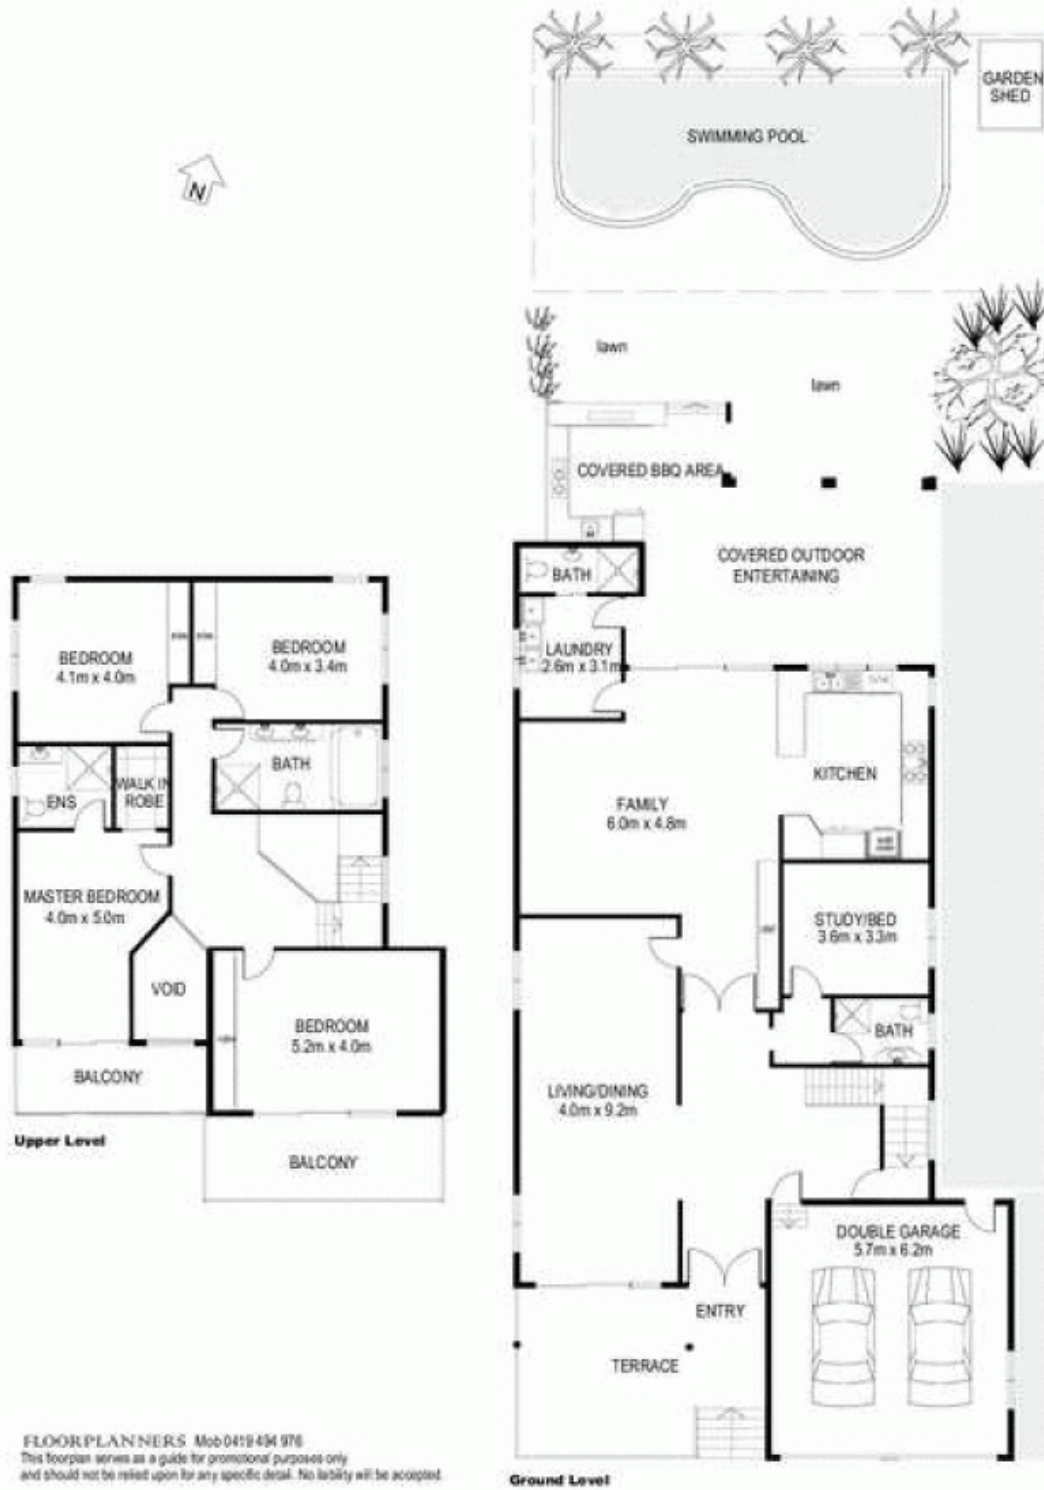 GARDEN
SHED
SWIMMING POOL
N
lawn
lawn
COVERED BBQ AREA
COVERED OUTDOOR
ENTERTAINING
BATH
LAUNDRY
2.6m x 3.1m
KITCHEN
FAMILY
6.0m x 4.8m
STUDY/BED
3.6m x 3.3m
BATH
LIVING/DINING
4.0m x 9.2m
DOUBLE GARAGE
5.7m x 6.2m
ENTRY
TERRACE
Ground Level
BEDROOM
4.1m x 4.0m
BEDROOM
4.0m x 3.4m
BATH
ENS
WALK IN
ROBE
MASTER BEDROOM
4.0m x 5.0m
VOID
BEDROOM
5.2m x 4.0m
BALCONY
BALCONY
Upper Level
FLOORPLANNERS Mob 0419 494 976
This floorplan serves as a guide for promotional purposes only
and should not be relied upon for any specific detail. No liability will be accepted.